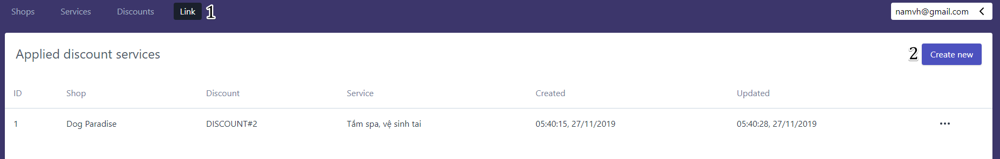 Shops Services Discounts Link 1 namvh@gmail.com
Applied discount services 2 Create new
ID Shop Discount Service Created Updated
1 Dog Paradise DISCOUNT#2 Tắm spa, vệ sinh tai 05:40:15, 27/11/2019 05:40:28, 27/11/2019